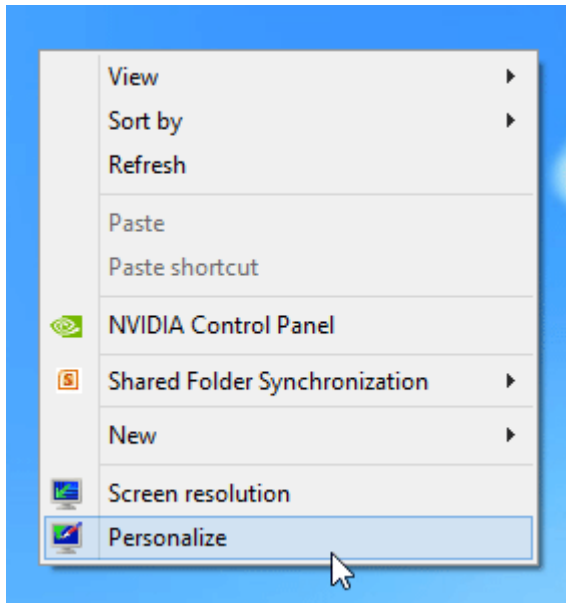 View
Sort by
Refresh
Paste
Paste shortcut
NVIDIA Control Panel
S
Shared Folder Synchronization
New
Screen resolution
Personalize